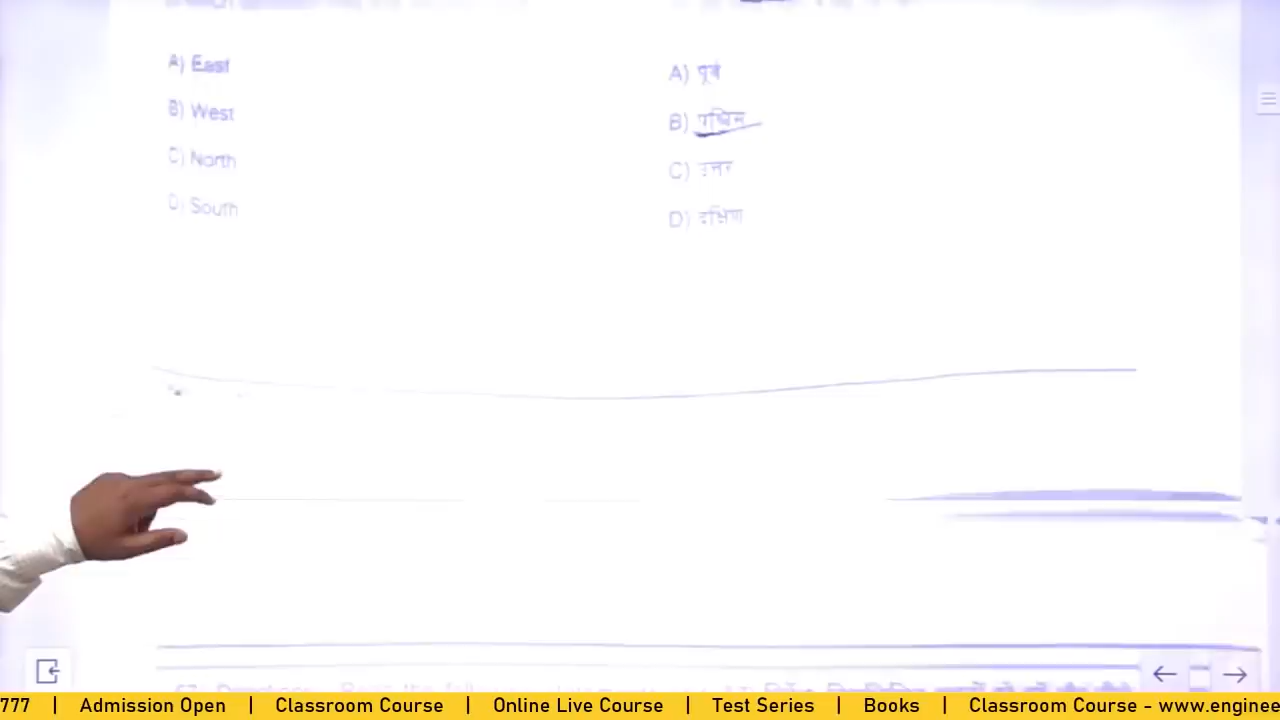 A) East
B) West
C) North
D) South
A) पूर्व
B) पश्चिम
C) उत्तर
D) दक्षिण
777 | Admission Open | Classroom Course | Online Live Course | Test Series | Books | Classroom Course - www.enginee